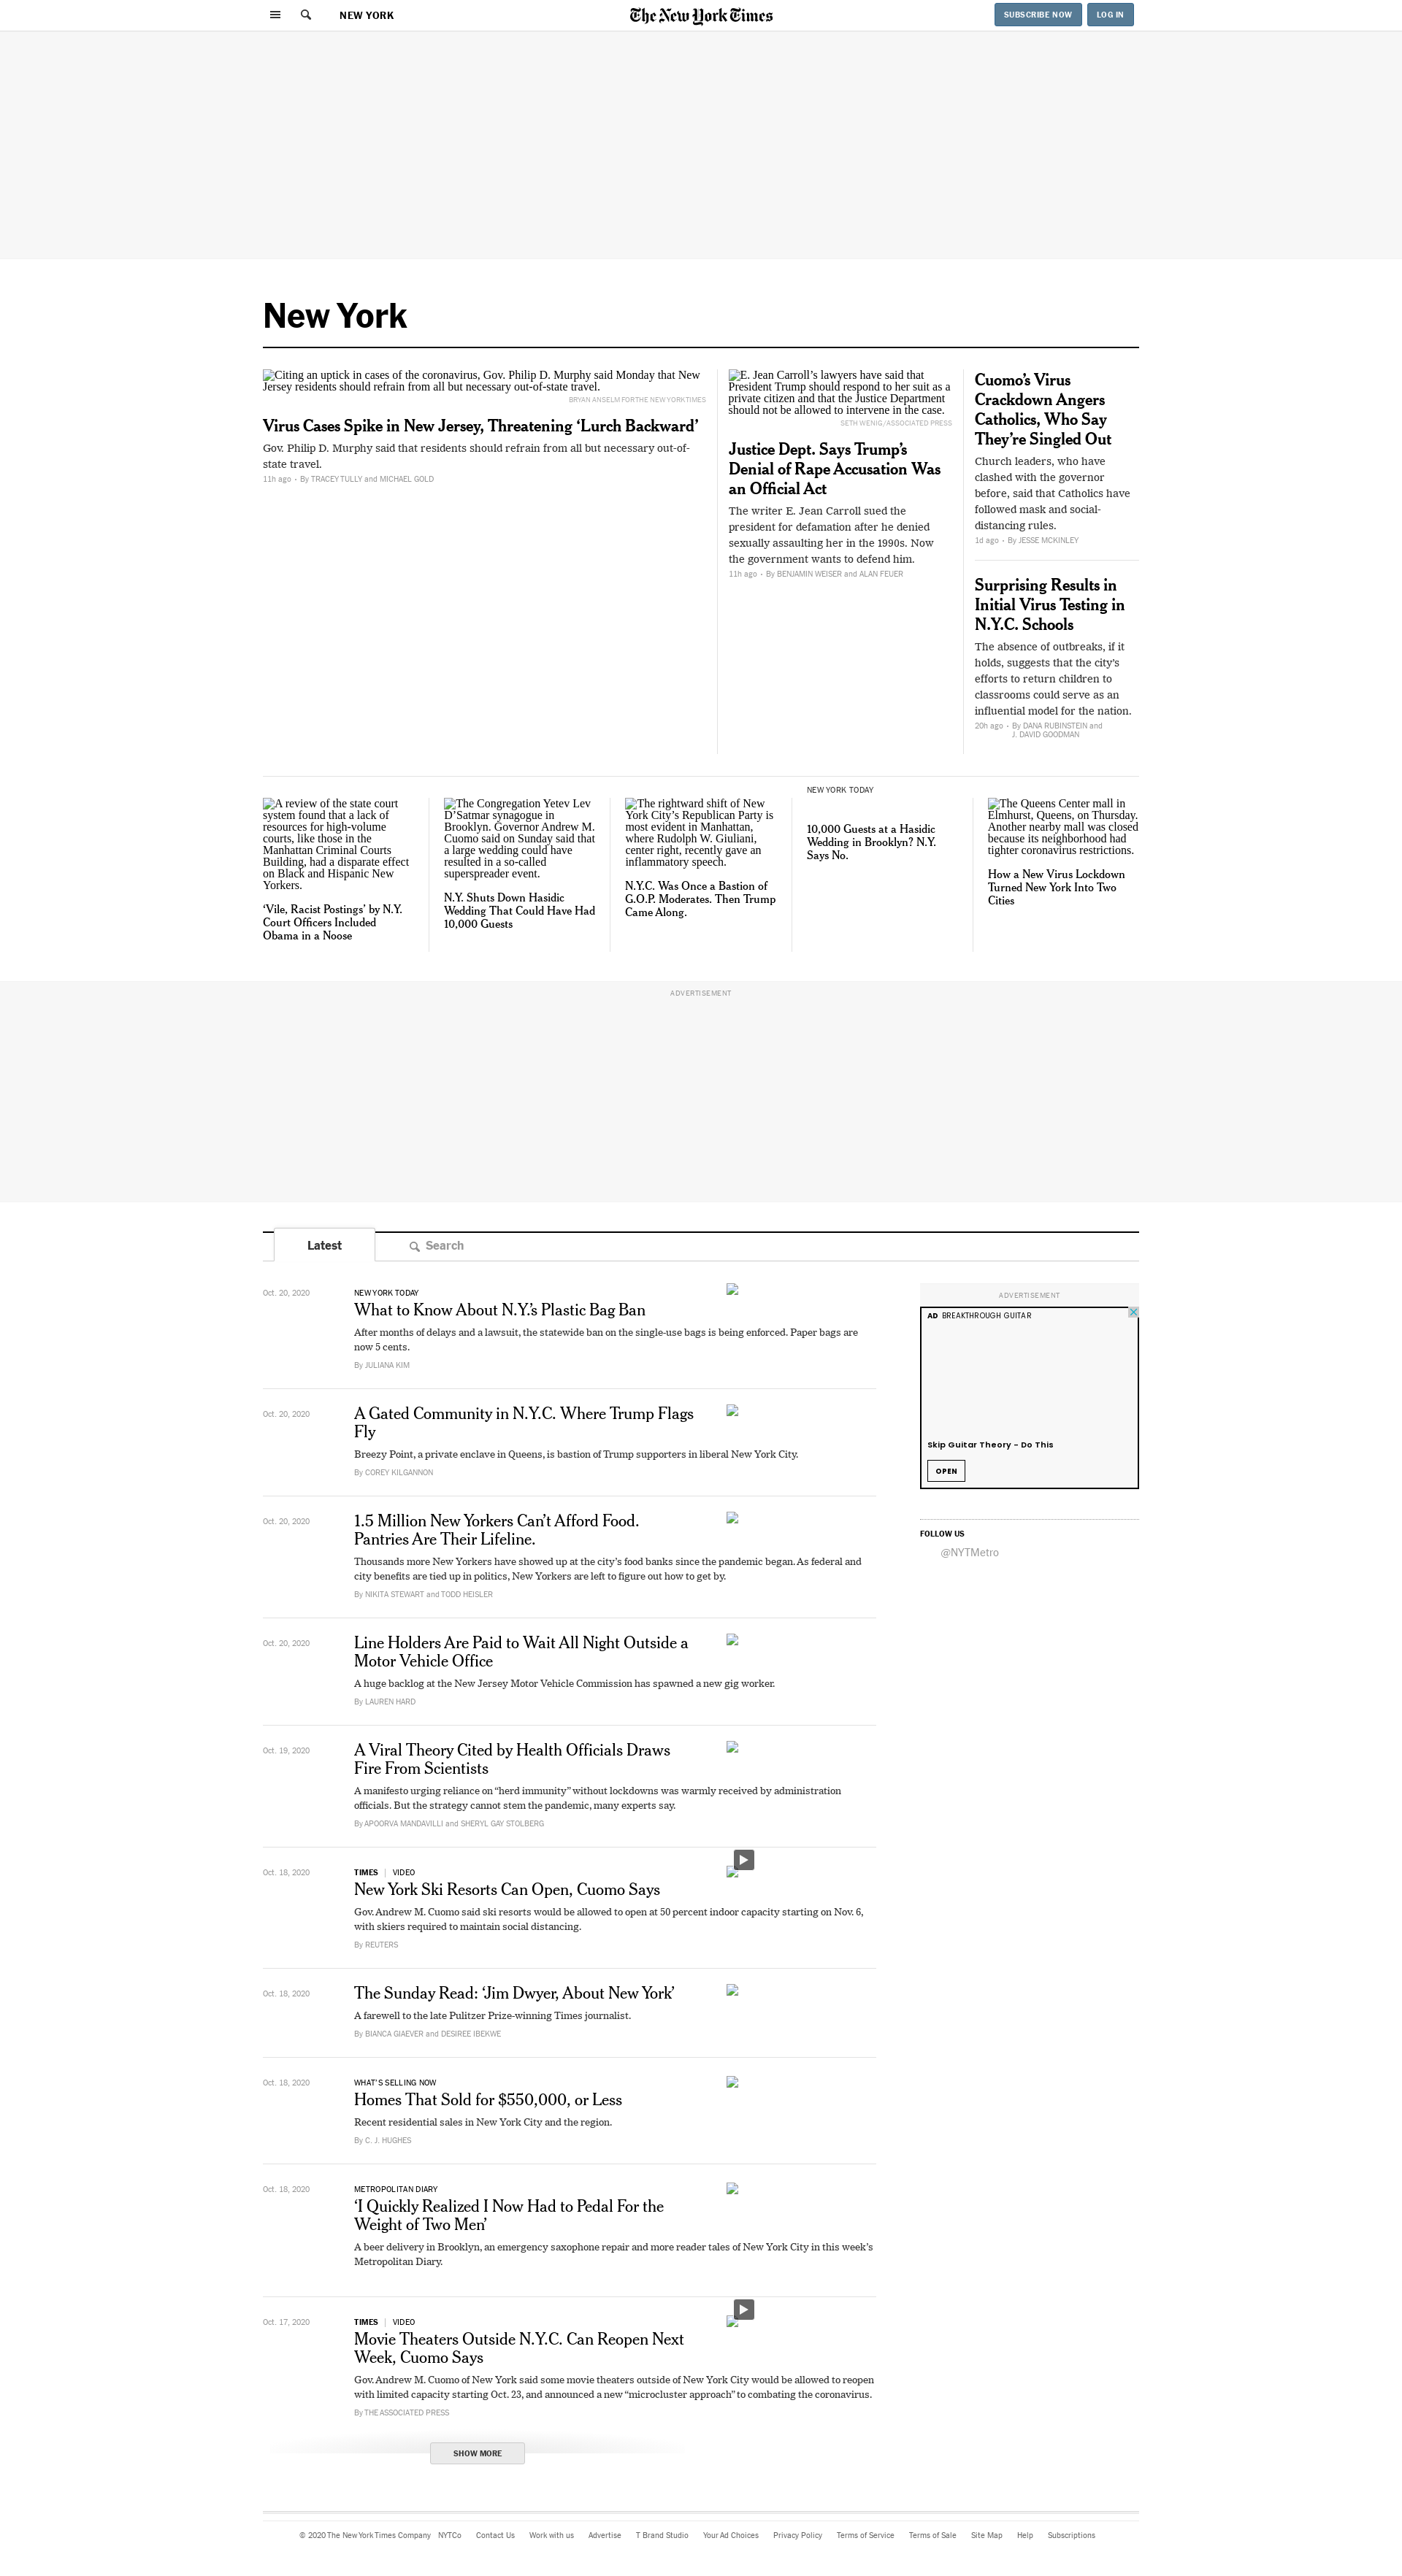 NEW YORK
The New York Times
SUBSCRIBE NOW
LOG IN
New York
Citing an uptick in cases of the coronavirus, Gov. Philip D. Murphy said Monday that New
Jersey residents should refrain from all but necessary out-of-state travel.
BRYAN ANSELM FOR THE NEW YORK TIMES
Virus Cases Spike in New Jersey, Threatening ‘Lurch Backward’
Gov. Philip D. Murphy said that residents should refrain from all but necessary out-of-
state travel.
11h ago • By TRACEY TULLY and MICHAEL GOLD
E. Jean Carroll’s lawyers have said that
President Trump should respond to her suit as a
private citizen and that the Justice Department
should not be allowed to intervene in the case.
SETH WENIG/ASSOCIATED PRESS
Justice Dept. Says Trump’s
Denial of Rape Accusation Was
an Official Act
The writer E. Jean Carroll sued the
president for defamation after he denied
sexually assaulting her in the 1990s. Now
the government wants to defend him.
11h ago • By BENJAMIN WEISER and ALAN FEUER
Cuomo’s Virus
Crackdown Angers
Catholics, Who Say
They’re Singled Out
Church leaders, who have
clashed with the governor
before, said that Catholics have
followed mask and social-
distancing rules.
1d ago • By JESSE MCKINLEY
Surprising Results in
Initial Virus Testing in
N.Y.C. Schools
The absence of outbreaks, if it
holds, suggests that the city’s
efforts to return children to
classrooms could serve as an
influential model for the nation.
20h ago • By DANA RUBINSTEIN and
J. DAVID GOODMAN
A review of the state court
system found that a lack of
resources for high-volume
courts, like those in the
Manhattan Criminal Courts
Building, had a disparate effect
on Black and Hispanic New
Yorkers.
‘Vile, Racist Postings’ by N.Y.
Court Officers Included
Obama in a Noose
The Congregation Yetev Lev
D’Satmar synagogue in
Brooklyn. Governor Andrew M.
Cuomo said on Sunday said that
a large wedding could have
resulted in a so-called
superspreader event.
N.Y. Shuts Down Hasidic
Wedding That Could Have Had
10,000 Guests
The rightward shift of New
York City’s Republican Party is
most evident in Manhattan,
where Rudolph W. Giuliani,
center right, recently gave an
inflammatory speech.
N.Y.C. Was Once a Bastion of
G.O.P. Moderates. Then Trump
Came Along.
NEW YORK TODAY
10,000 Guests at a Hasidic
Wedding in Brooklyn? N.Y.
Says No.
The Queens Center mall in
Elmhurst, Queens, on Thursday.
Another nearby mall was closed
because its neighborhood had
tighter coronavirus restrictions.
How a New Virus Lockdown
Turned New York Into Two
Cities
ADVERTISEMENT
Latest
Search
Oct. 20, 2020
NEW YORK TODAY
What to Know About N.Y.’s Plastic Bag Ban
After months of delays and a lawsuit, the statewide ban on the single-use bags is being enforced. Paper bags are
now 5 cents.
By JULIANA KIM
Oct. 20, 2020
A Gated Community in N.Y.C. Where Trump Flags
Fly
Breezy Point, a private enclave in Queens, is bastion of Trump supporters in liberal New York City.
By COREY KILGANNON
Oct. 20, 2020
1.5 Million New Yorkers Can’t Afford Food.
Pantries Are Their Lifeline.
Thousands more New Yorkers have showed up at the city’s food banks since the pandemic began. As federal and
city benefits are tied up in politics, New Yorkers are left to figure out how to get by.
By NIKITA STEWART and TODD HEISLER
Oct. 20, 2020
Line Holders Are Paid to Wait All Night Outside a
Motor Vehicle Office
A huge backlog at the New Jersey Motor Vehicle Commission has spawned a new gig worker.
By LAUREN HARD
Oct. 19, 2020
A Viral Theory Cited by Health Officials Draws
Fire From Scientists
A manifesto urging reliance on “herd immunity” without lockdowns was warmly received by administration
officials. But the strategy cannot stem the pandemic, many experts say.
By APOORVA MANDAVILLI and SHERYL GAY STOLBERG
Oct. 18, 2020
TIMES | VIDEO
New York Ski Resorts Can Open, Cuomo Says
Gov. Andrew M. Cuomo said ski resorts would be allowed to open at 50 percent indoor capacity starting on Nov. 6,
with skiers required to maintain social distancing.
By REUTERS
Oct. 18, 2020
The Sunday Read: ‘Jim Dwyer, About New York’
A farewell to the late Pulitzer Prize-winning Times journalist.
By BIANCA GIAEVER and DESIREE IBEKWE
Oct. 18, 2020
WHAT’S SELLING NOW
Homes That Sold for $550,000, or Less
Recent residential sales in New York City and the region.
By C. J. HUGHES
Oct. 18, 2020
METROPOLITAN DIARY
‘I Quickly Realized I Now Had to Pedal For the
Weight of Two Men’
A beer delivery in Brooklyn, an emergency saxophone repair and more reader tales of New York City in this week’s
Metropolitan Diary.
Oct. 17, 2020
TIMES | VIDEO
Movie Theaters Outside N.Y.C. Can Reopen Next
Week, Cuomo Says
Gov. Andrew M. Cuomo of New York said some movie theaters outside of New York City would be allowed to reopen
with limited capacity starting Oct. 23, and announced a new “microcluster approach” to combating the coronavirus.
By THE ASSOCIATED PRESS
SHOW MORE
ADVERTISEMENT
AD BREAKTHROUGH GUITAR
Skip Guitar Theory - Do This
OPEN
FOLLOW US
@NYTMetro
© 2020 The New York Times Company NYTCo Contact Us Work with us Advertise T Brand Studio Your Ad Choices Privacy Policy Terms of Service Terms of Sale Site Map Help Subscriptions